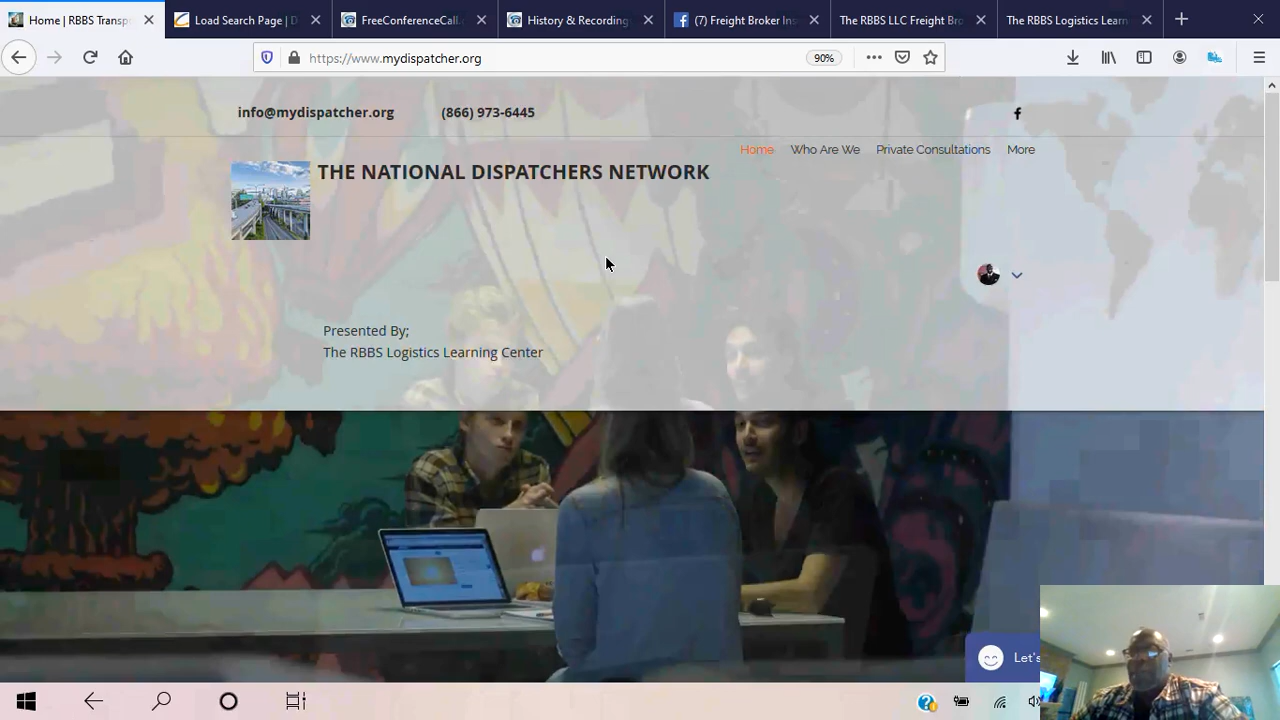 Home | RBBS Transp
Load Search Page | D
FreeConferenceCall.
History & Recording
(7) Freight Broker Ins
The RBBS LLC Freight Bro
The RBBS Logistics Learn
https://www.mydispatcher.org
90%
info@mydispatcher.org
(866) 973-6445
Home
Who Are We
Private Consultations
More
THE NATIONAL DISPATCHERS NETWORK
Presented By;
The RBBS Logistics Learning Center
Let's